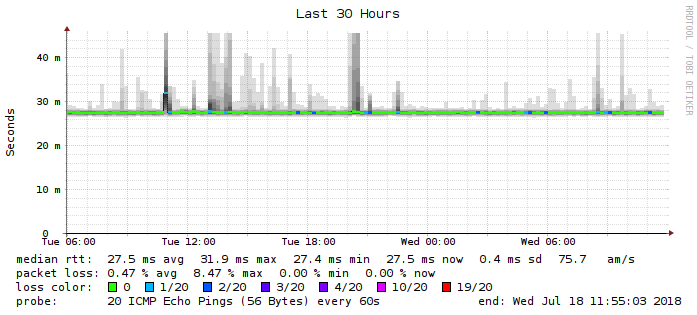 Last 30 Hours
RRDTOOL / TOBI OETIKER
Seconds
40 m
30 m
20 m
10 m
0
Tue 06:00 Tue 12:00 Tue 18:00 Wed 00:00 Wed 06:00
median rtt: 27.5 ms avg 31.9 ms max 27.4 ms min 27.5 ms now 0.4 ms sd 75.7 am/s
packet loss: 0.47 % avg 8.47 % max 0.00 % min 0.00 % now
loss color: 0 1/20 2/20 3/20 4/20 10/20 19/20
probe: 20 ICMP Echo Pings (56 Bytes) every 60s end: Wed Jul 18 11:55:03 2018